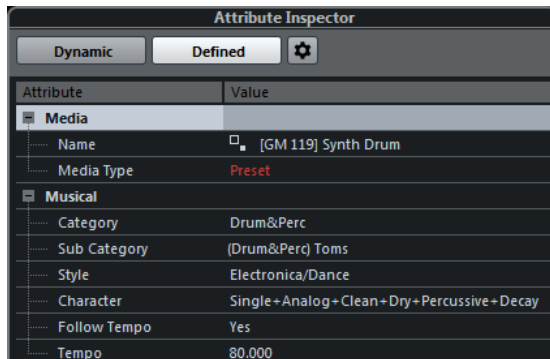 Attribute Inspector
Dynamic Defined
Attribute Value
Media
Name [GM 119] Synth Drum
Media Type Preset
Musical
Category Drum&Perc
Sub Category (Drum&Perc) Toms
Style Electronica/Dance
Character Single+Analog+Clean+Dry+Percussive+Decay
Follow Tempo Yes
Tempo 80.000